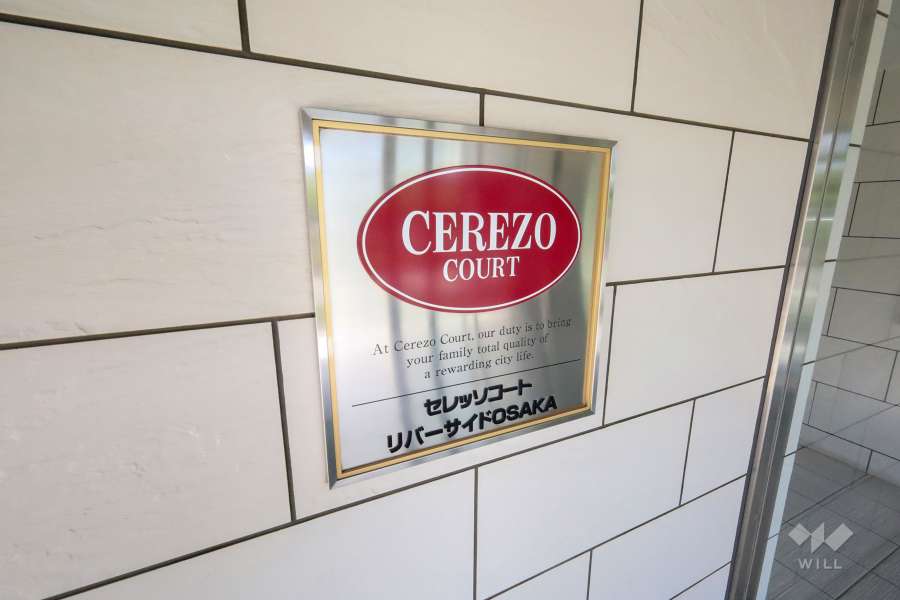 CEREZO
COURT
At Cerezo Court, our duty is to bring
your family total quality of
a rewarding city life.
セレッソコート
リバーサイドOSAKA
WILL